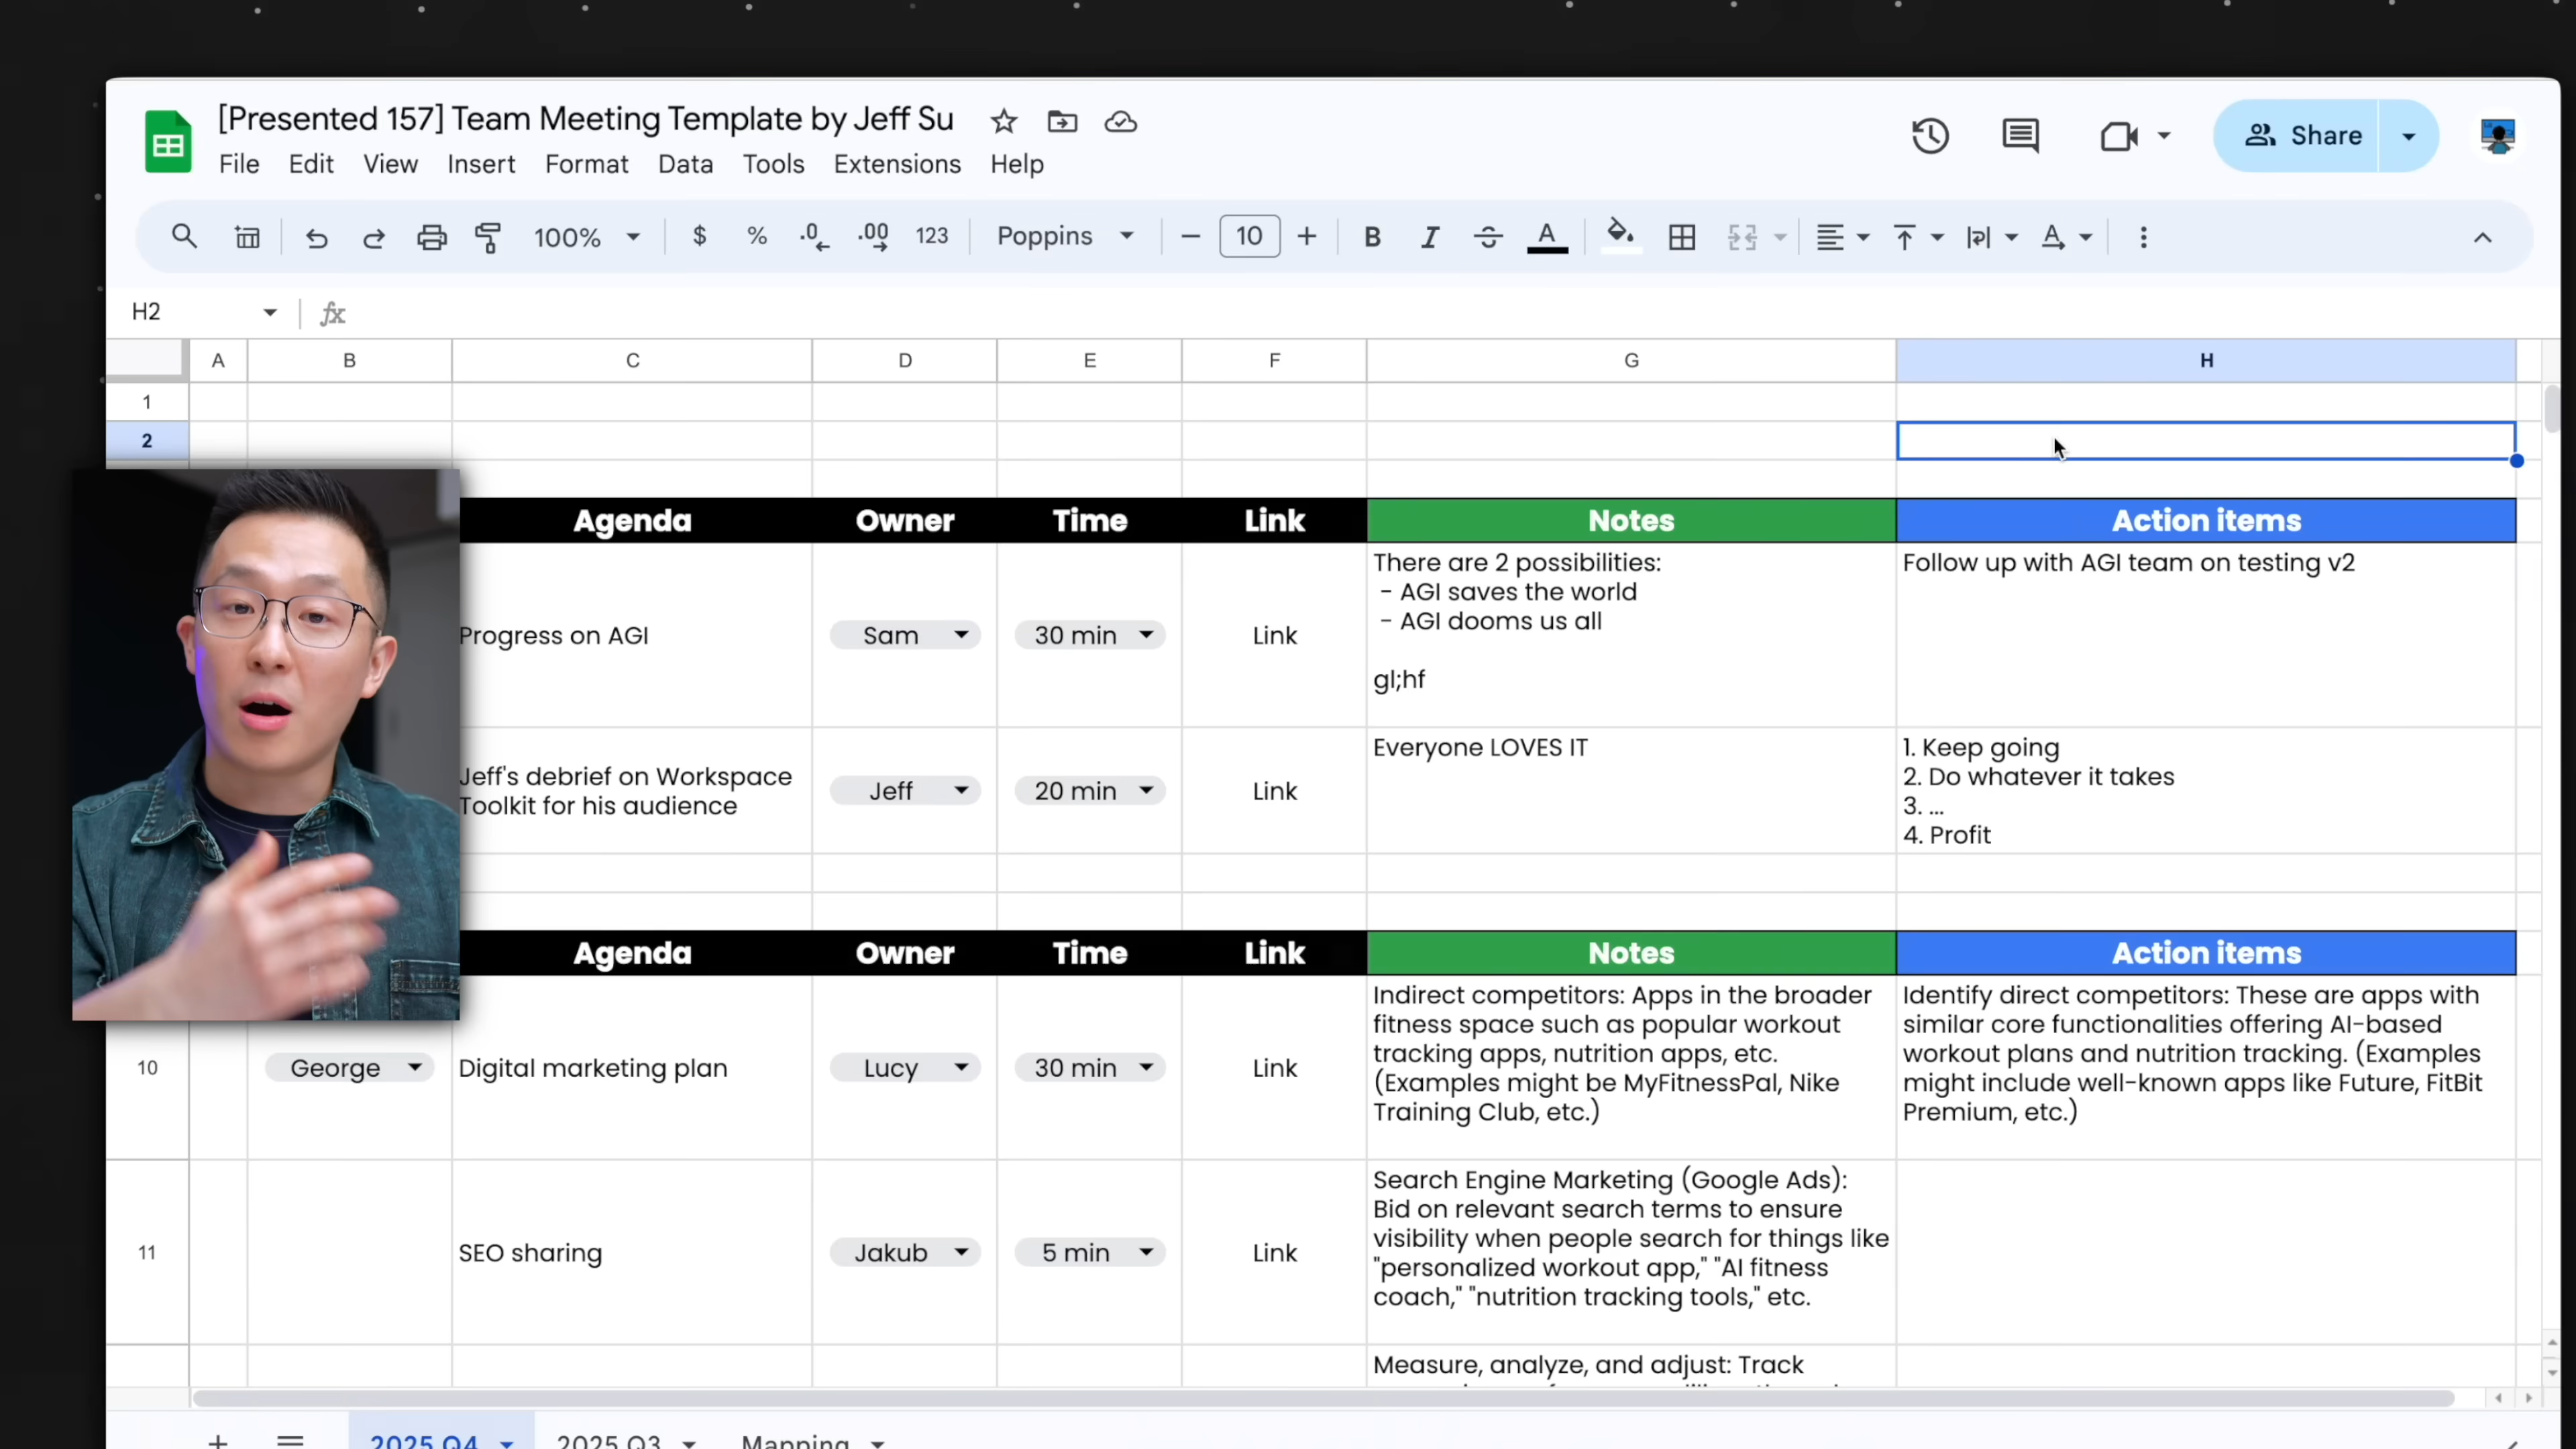 [Presented 157] Team Meeting Template by Jeff Su
File Edit View Insert Format Data Tools Extensions Help
Share
100% $ % .0 .00 123 Poppins 10 B I A A
H2 fx
A B C D E F G H
1
2
Agenda Owner Time Link Notes Action items
Progress on AGI Sam 30 min Link
There are 2 possibilities:
- AGI saves the world
- AGI dooms us all
gl;hf
Follow up with AGI team on testing v2
Jeff's debrief on Workspace
Toolkit for his audience
Jeff 20 min Link
Everyone LOVES IT
1. Keep going
2. Do whatever it takes
3. ...
4. Profit
Agenda Owner Time Link Notes Action items
10 George Digital marketing plan Lucy 30 min Link
Indirect competitors: Apps in the broader
fitness space such as popular workout
tracking apps, nutrition apps, etc.
(Examples might be MyFitnessPal, Nike
Training Club, etc.)
Identify direct competitors: These are apps with
similar core functionalities offering AI-based
workout plans and nutrition tracking. (Examples
might include well-known apps like Future, FitBit
Premium, etc.)
11 SEO sharing Jakub 5 min Link
Search Engine Marketing (Google Ads):
Bid on relevant search terms to ensure
visibility when people search for things like
"personalized workout app," "AI fitness
coach," "nutrition tracking tools," etc.
Measure, analyze, and adjust: Track
2025 Q4 2025 Q3 Mapping